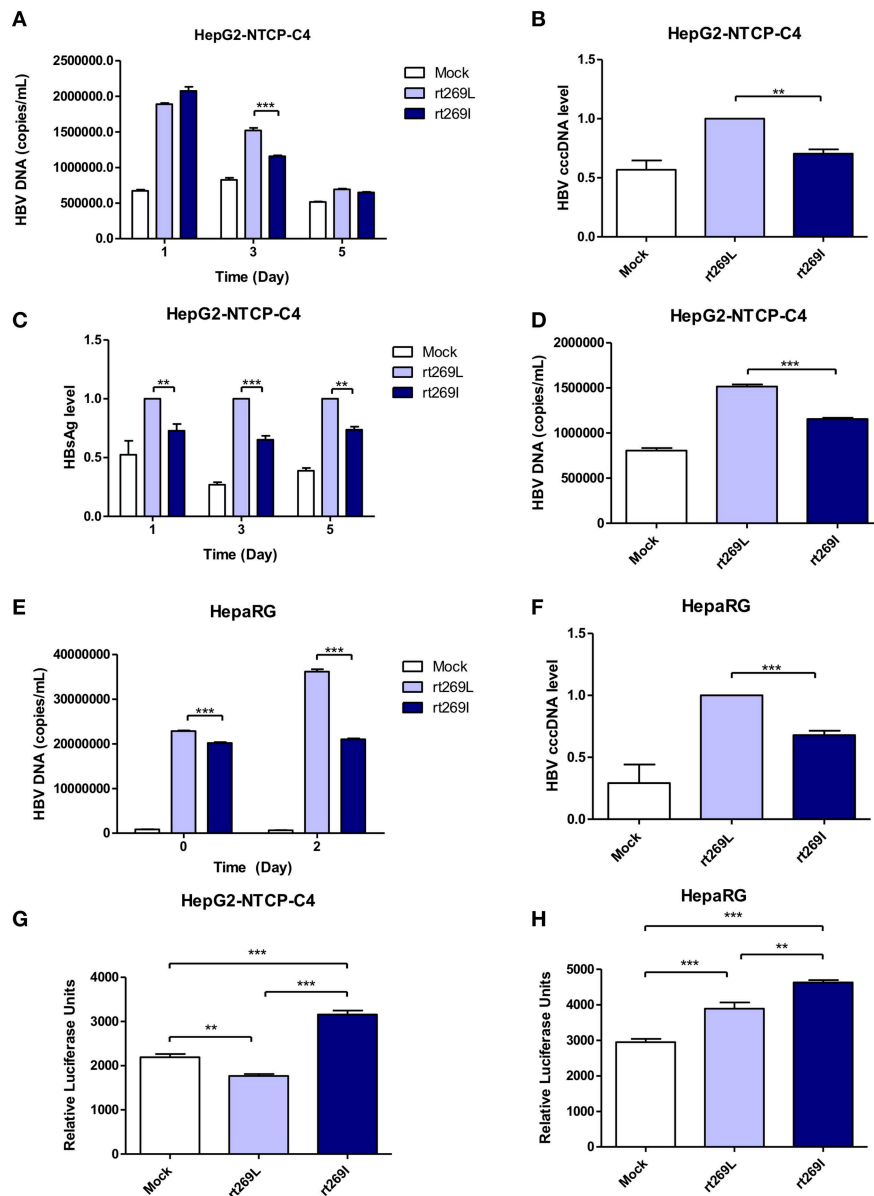 A
HepG2-NTCP-C4
HBV DNA (copies/mL)
2500000.0
2000000.0
1500000.0
1000000.0
500000.0
0.0
***
1 3 5
Time (Day)
Mock
rt269L
rt269I
B
HepG2-NTCP-C4
HBV cccDNA level
1.5
1.0
0.5
0.0
**
Mock rt269L rt269I
C
HepG2-NTCP-C4
HBsAg level
1.5
1.0
0.5
0.0
** *** **
1 3 5
Time (Day)
Mock
rt269L
rt269I
D
HepG2-NTCP-C4
HBV DNA (copies/mL)
2000000
1500000
1000000
500000
0
***
Mock rt269L rt269I
E
HepaRG
HBV DNA (copies/mL)
40000000
30000000
20000000
10000000
0
***
***
0 2
Time (Day)
Mock
rt269L
rt269I
F
HepaRG
HBV cccDNA level
1.5
1.0
0.5
0.0
***
Mock rt269L rt269I
G
HepG2-NTCP-C4
Relative Luciferase Units
4000
3000
2000
1000
0
***
***
**
Mock rt269L rt269I
H
HepaRG
Relative Luciferase Units
5000
4000
3000
2000
1000
0
***
**
***
Mock rt269L rt269I